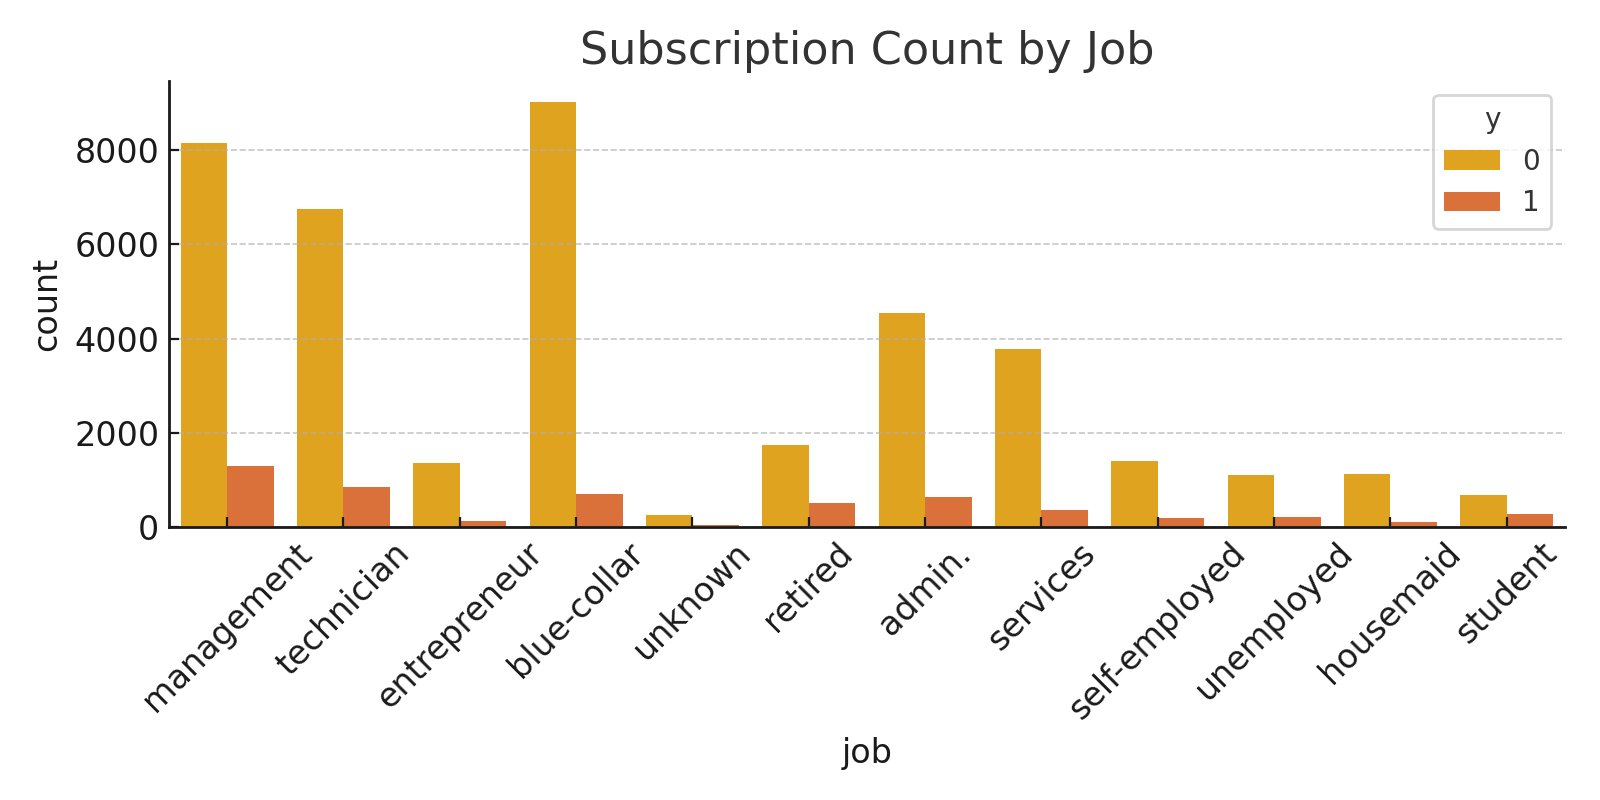 Subscription Count by Job
y
0
1
count
8000
6000
4000
2000
0
management
technician
entrepreneur
blue-collar
unknown
retired
admin.
services
self-employed
unemployed
housemaid
student
job